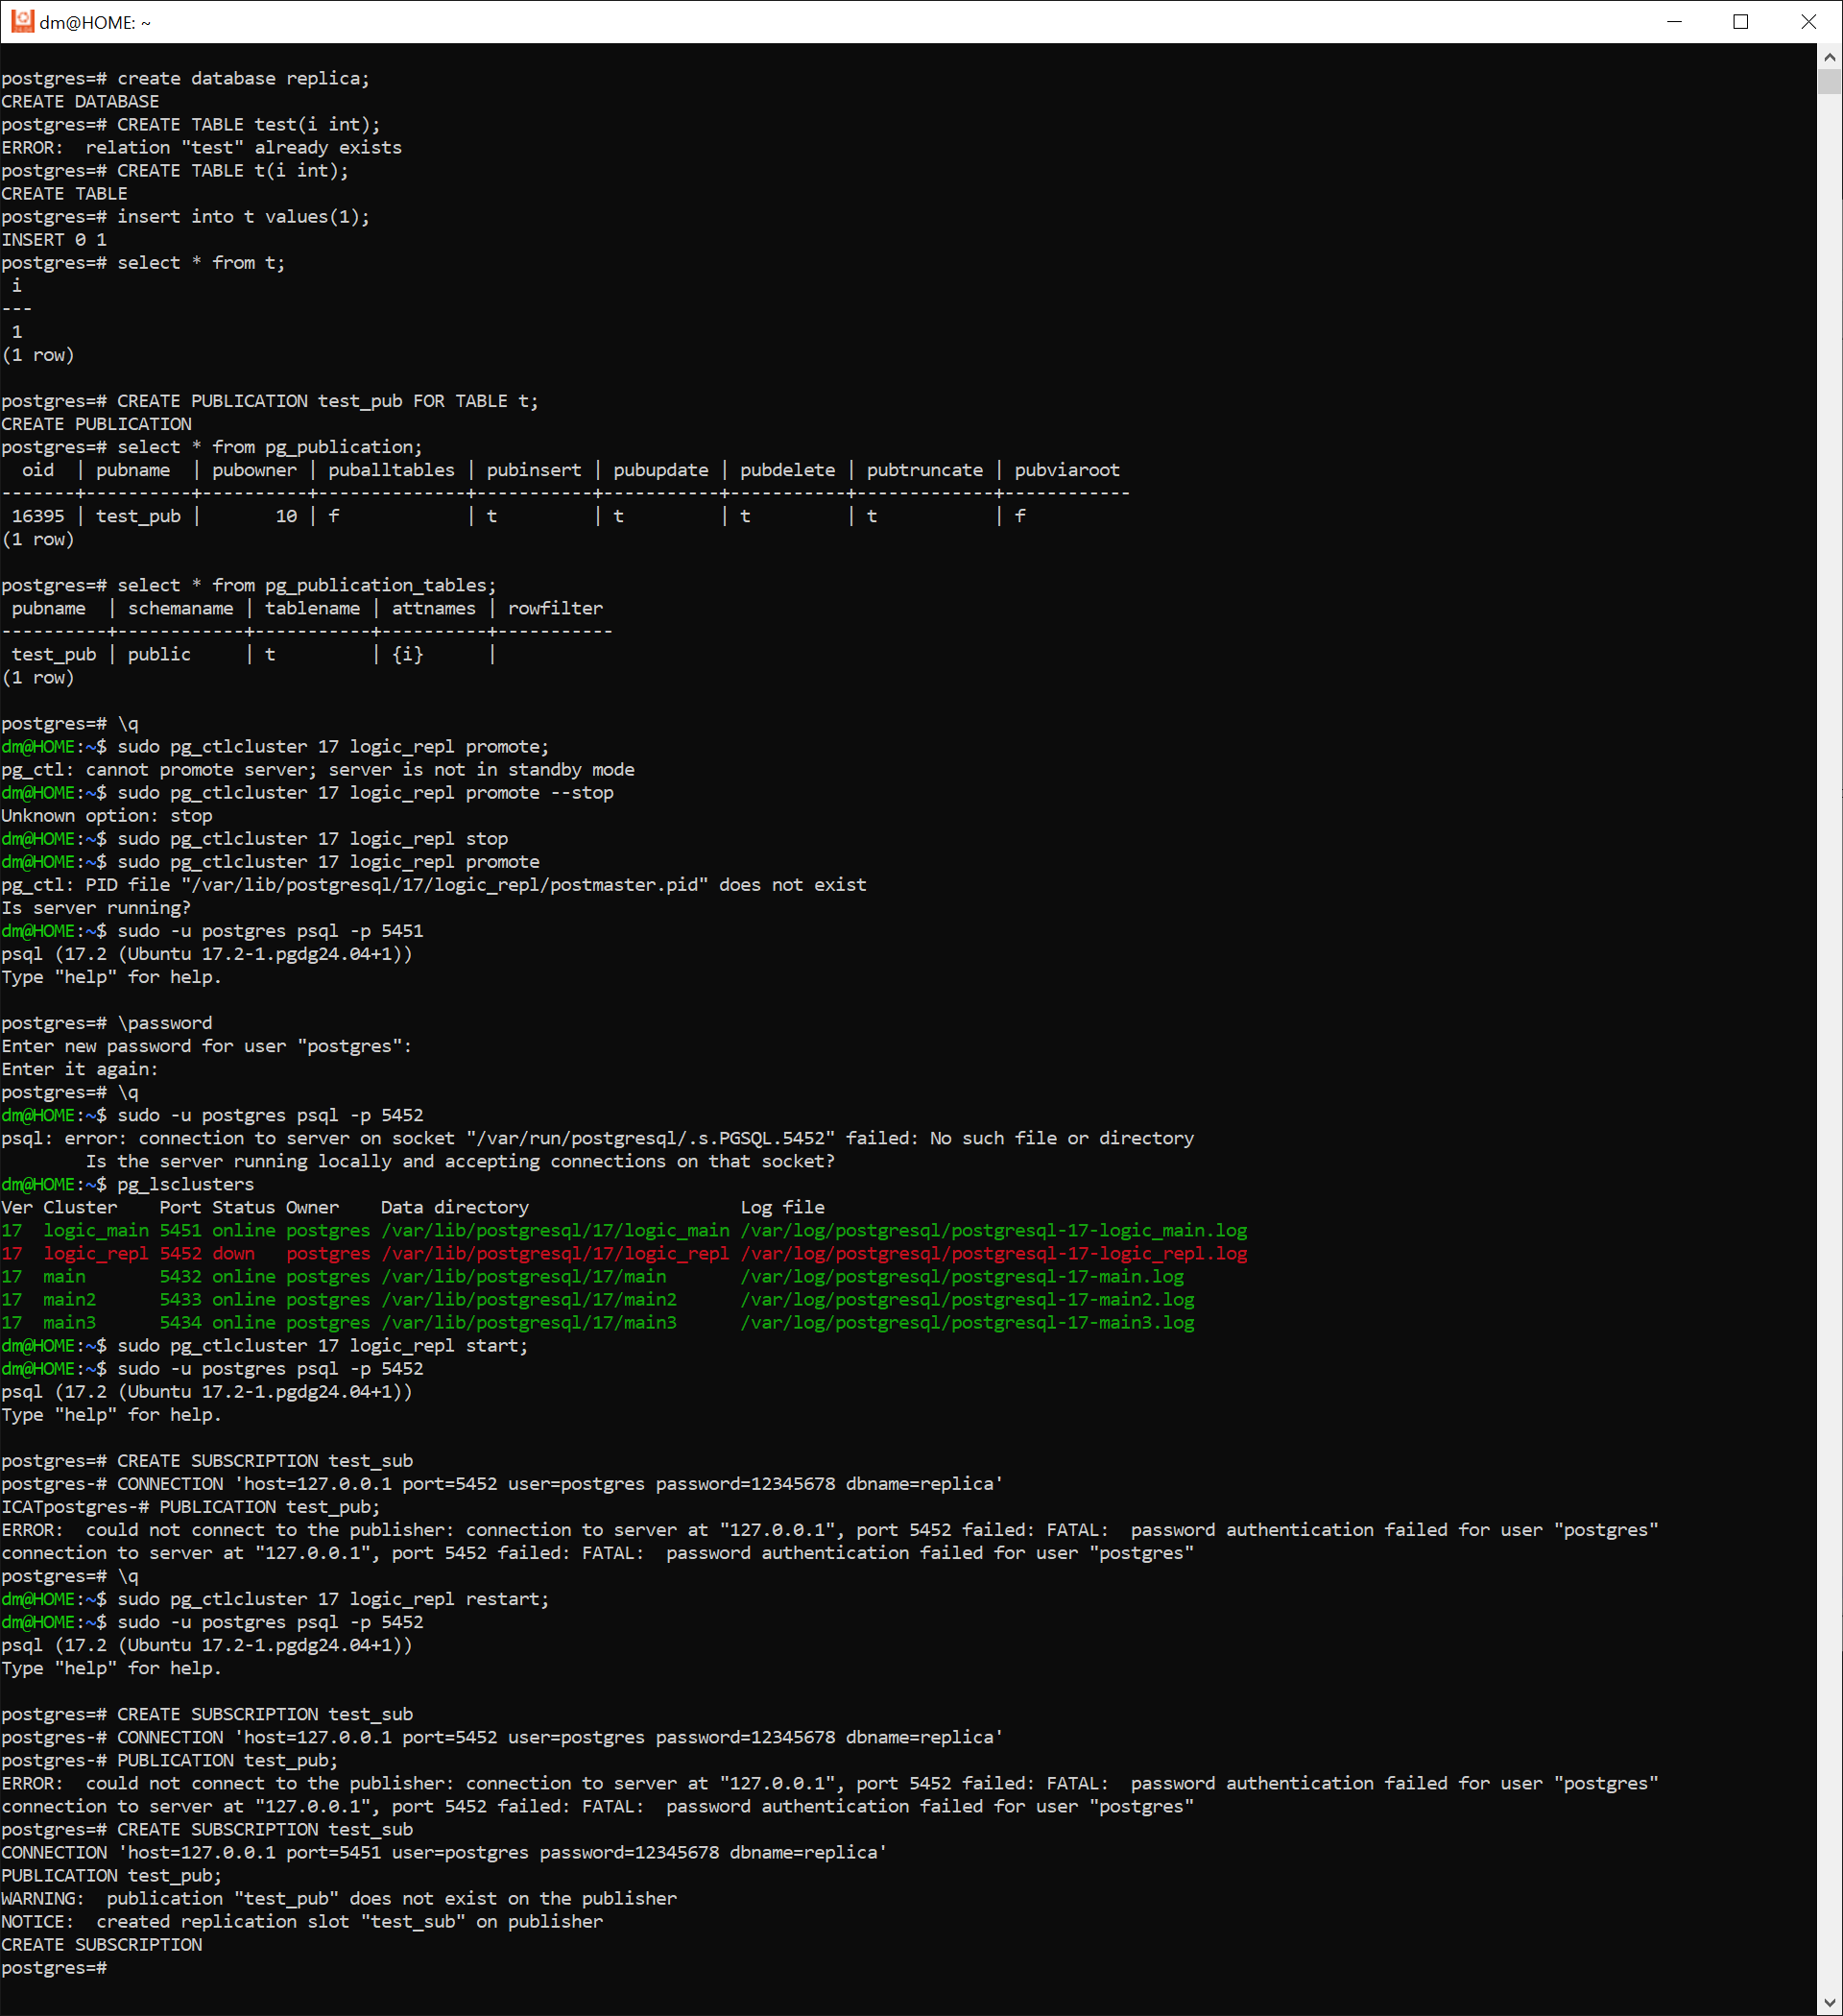 dm@HOME: ~
postgres=# create database replica;
CREATE DATABASE
postgres=# CREATE TABLE test(i int);
ERROR:  relation "test" already exists
postgres=# CREATE TABLE t(i int);
CREATE TABLE
postgres=# insert into t values(1);
INSERT 0 1
postgres=# select * from t;
 i
---
 1
(1 row)

postgres=# CREATE PUBLICATION test_pub FOR TABLE t;
CREATE PUBLICATION
postgres=# select * from pg_publication;
  oid  | pubname  | pubowner | puballtables | pubinsert | pubupdate | pubdelete | pubtruncate | pubviaroot
-------+----------+----------+--------------+-----------+-----------+-----------+-------------+------------
 16395 | test_pub |       10 | f            | t         | t         | t         | t           | f
(1 row)

postgres=# select * from pg_publication_tables;
 pubname  | schemaname | tablename | attnames | rowfilter
----------+------------+-----------+----------+-----------
 test_pub | public     | t         | {i}      |
(1 row)

postgres=# \q
dm@HOME:~$ sudo pg_ctlcluster 17 logic_repl promote;
pg_ctl: cannot promote server; server is not in standby mode
dm@HOME:~$ sudo pg_ctlcluster 17 logic_repl promote --stop
Unknown option: stop
dm@HOME:~$ sudo pg_ctlcluster 17 logic_repl stop
dm@HOME:~$ sudo pg_ctlcluster 17 logic_repl promote
pg_ctl: PID file "/var/lib/postgresql/17/logic_repl/postmaster.pid" does not exist
Is server running?
dm@HOME:~$ sudo -u postgres psql -p 5451
psql (17.2 (Ubuntu 17.2-1.pgdg24.04+1))
Type "help" for help.

postgres=# \password
Enter new password for user "postgres":
Enter it again:
postgres=# \q
dm@HOME:~$ sudo -u postgres psql -p 5452
psql: error: connection to server on socket "/var/run/postgresql/.s.PGSQL.5452" failed: No such file or directory
        Is the server running locally and accepting connections on that socket?
dm@HOME:~$ pg_lsclusters
Ver Cluster    Port Status Owner    Data directory                    Log file
17  logic_main 5451 online postgres /var/lib/postgresql/17/logic_main /var/log/postgresql/postgresql-17-logic_main.log
17  logic_repl 5452 down   postgres /var/lib/postgresql/17/logic_repl /var/log/postgresql/postgresql-17-logic_repl.log
17  main       5432 online postgres /var/lib/postgresql/17/main       /var/log/postgresql/postgresql-17-main.log
17  main2      5433 online postgres /var/lib/postgresql/17/main2      /var/log/postgresql/postgresql-17-main2.log
17  main3      5434 online postgres /var/lib/postgresql/17/main3      /var/log/postgresql/postgresql-17-main3.log
dm@HOME:~$ sudo pg_ctlcluster 17 logic_repl start;
dm@HOME:~$ sudo -u postgres psql -p 5452
psql (17.2 (Ubuntu 17.2-1.pgdg24.04+1))
Type "help" for help.

postgres=# CREATE SUBSCRIPTION test_sub
postgres-# CONNECTION 'host=127.0.0.1 port=5452 user=postgres password=12345678 dbname=replica'
ICATpostgres-# PUBLICATION test_pub;
ERROR:  could not connect to the publisher: connection to server at "127.0.0.1", port 5452 failed: FATAL:  password authentication failed for user "postgres"
connection to server at "127.0.0.1", port 5452 failed: FATAL:  password authentication failed for user "postgres"
postgres=# \q
dm@HOME:~$ sudo pg_ctlcluster 17 logic_repl restart;
dm@HOME:~$ sudo -u postgres psql -p 5452
psql (17.2 (Ubuntu 17.2-1.pgdg24.04+1))
Type "help" for help.

postgres=# CREATE SUBSCRIPTION test_sub
postgres-# CONNECTION 'host=127.0.0.1 port=5452 user=postgres password=12345678 dbname=replica'
postgres-# PUBLICATION test_pub;
ERROR:  could not connect to the publisher: connection to server at "127.0.0.1", port 5452 failed: FATAL:  password authentication failed for user "postgres"
connection to server at "127.0.0.1", port 5452 failed: FATAL:  password authentication failed for user "postgres"
postgres=# CREATE SUBSCRIPTION test_sub
CONNECTION 'host=127.0.0.1 port=5451 user=postgres password=12345678 dbname=replica'
PUBLICATION test_pub;
WARNING:  publication "test_pub" does not exist on the publisher
NOTICE:  created replication slot "test_sub" on publisher
CREATE SUBSCRIPTION
postgres=#